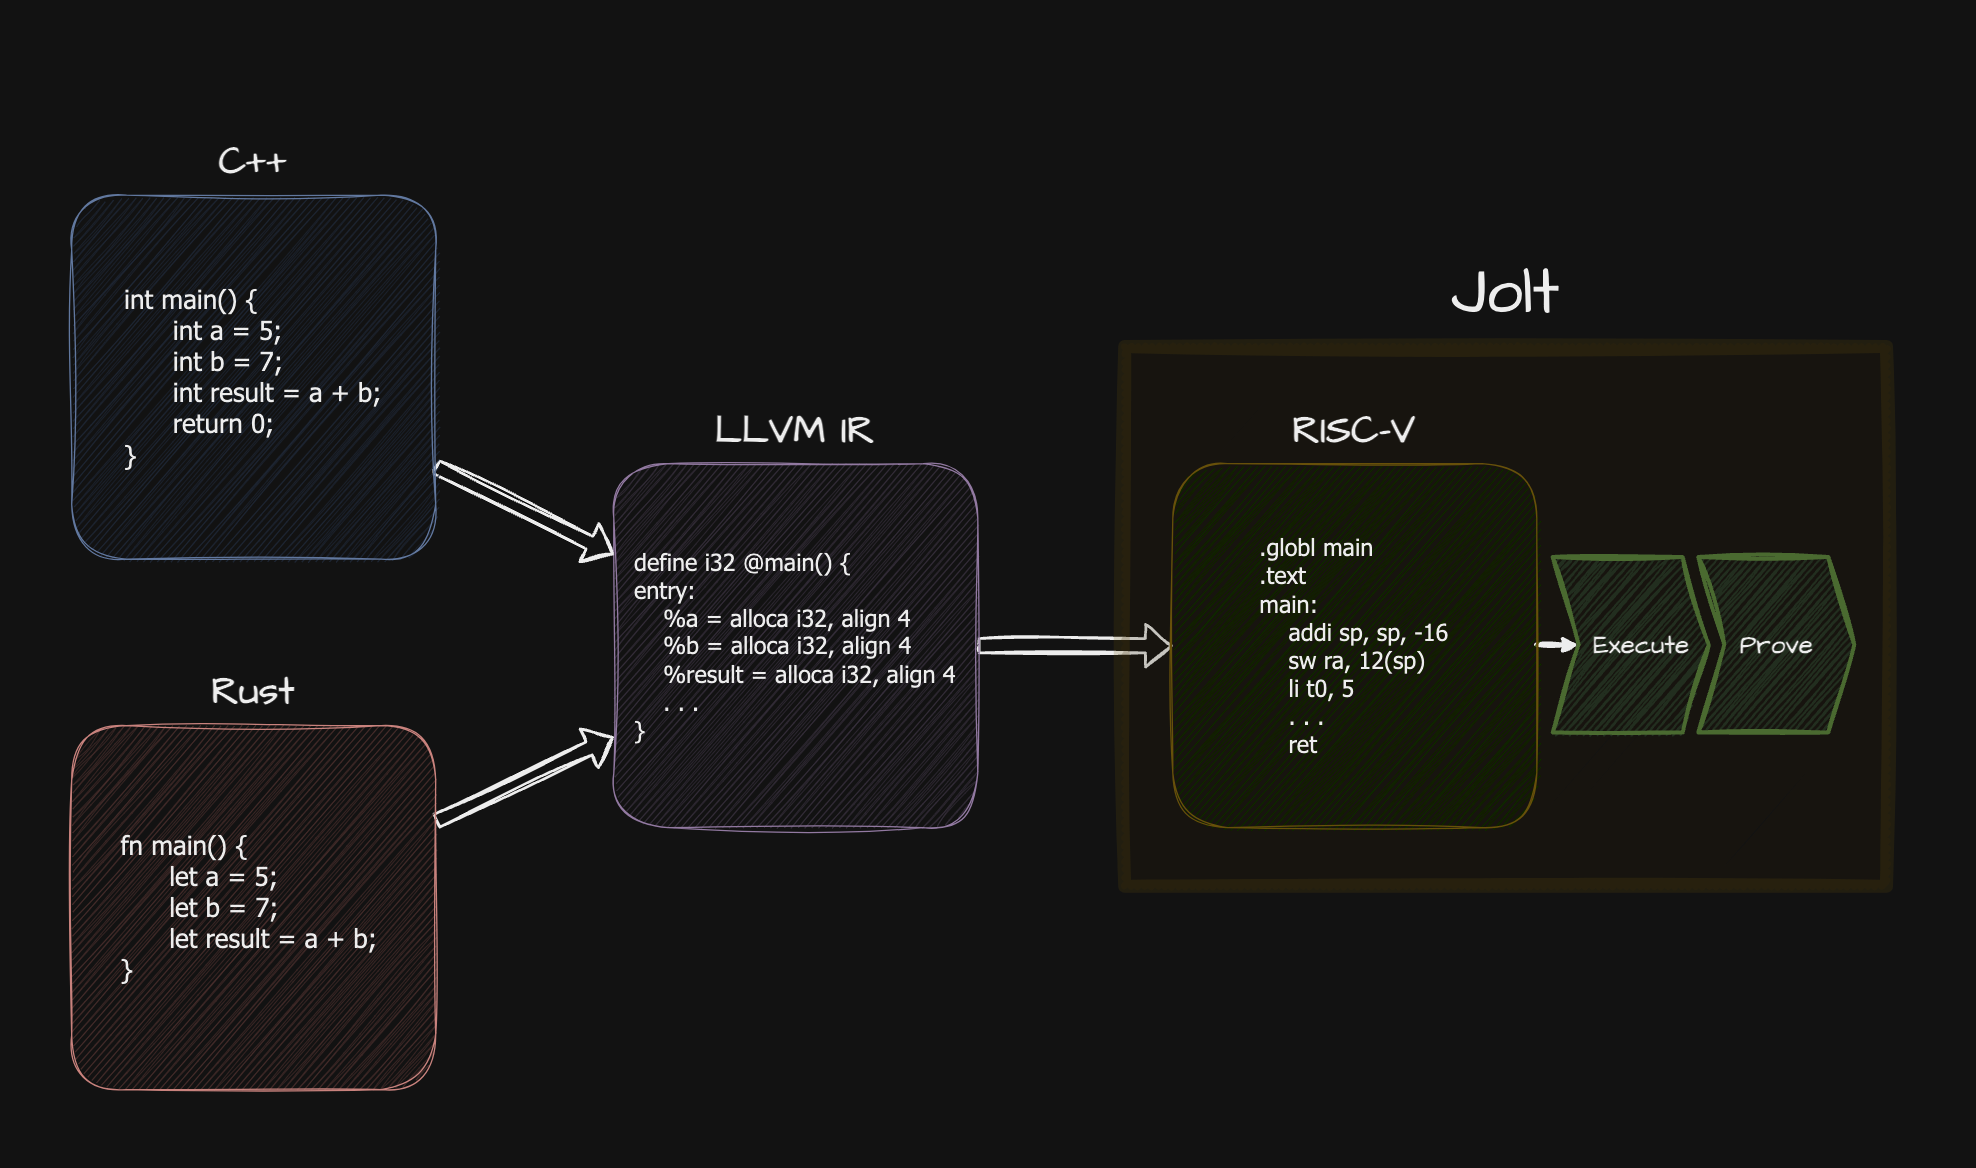 C++
int main() {
int a = 5;
int b = 7;
int result = a + b;
return 0;
}
Rust
fn main() {
let a = 5;
let b = 7;
let result = a + b;
}
LLVM IR
define i32 @main() {
entry:
%a = alloca i32, align 4
%b = alloca i32, align 4
%result = alloca i32, align 4
. . .
}
Jolt
RISC-V
.globl main
.text
main:
addi sp, sp, -16
sw ra, 12(sp)
li t0, 5
. . .
ret
Execute
Prove